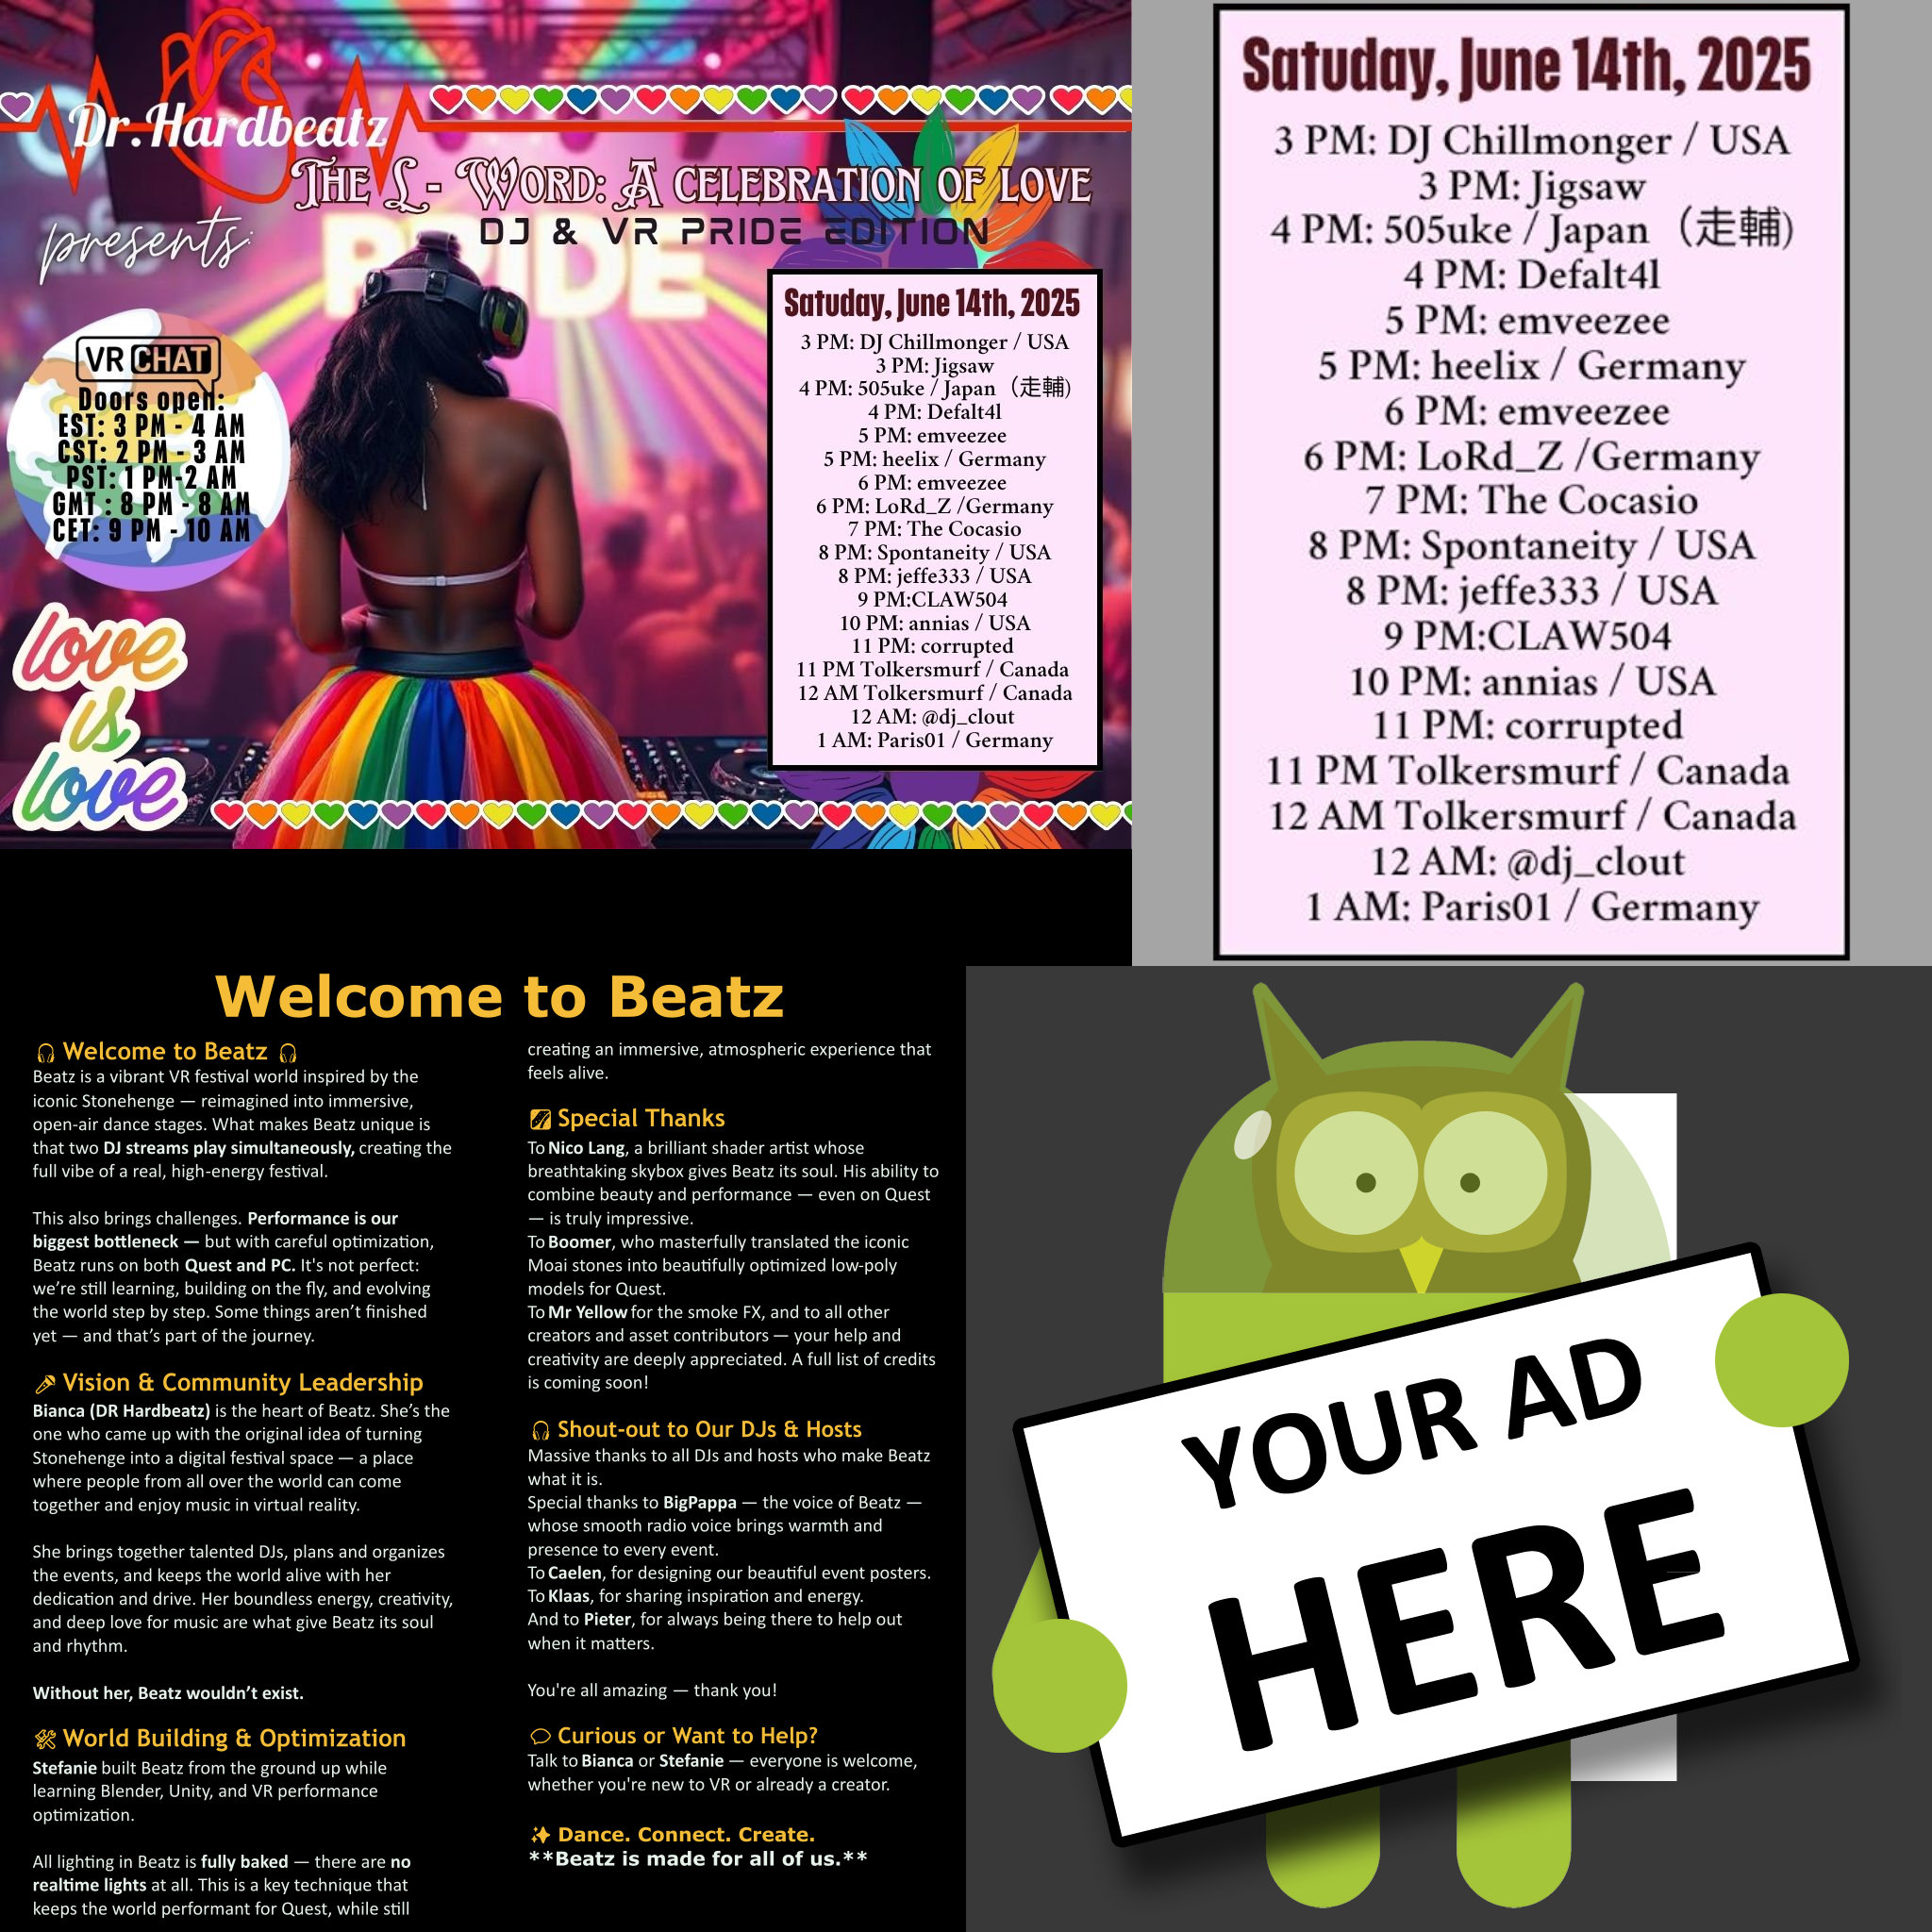 Dr.Hardbeatz
presents:
The L - Word: A celebration of love
DJ & VR PRIDE EDITION
PRIDE
VRCHAT
Doors open:
EST: 3 PM - 4 AM
CST: 2 PM - 3 AM
PST: 1 PM-2 AM
GMT : 8 PM - 8 AM
CET: 9 PM - 10 AM
love
is
love
Satuday, June 14th, 2025
3 PM: DJ Chillmonger / USA
3 PM: Jigsaw
4 PM: 505uke / Japan（走輔)
4 PM: Defalt4l
5 PM: emveezee
5 PM: heelix / Germany
6 PM: emveezee
6 PM: LoRd_Z /Germany
7 PM: The Cocasio
8 PM: Spontaneity / USA
8 PM: jeffe333 / USA
9 PM:CLAW504
10 PM: annias / USA
11 PM: corrupted
11 PM Tolkersmurf / Canada
12 AM Tolkersmurf / Canada
12 AM: @dj_clout
1 AM: Paris01 / Germany
Satuday, June 14th, 2025
3 PM: DJ Chillmonger / USA
3 PM: Jigsaw
4 PM: 505uke / Japan（走輔)
4 PM: Defalt4l
5 PM: emveezee
5 PM: heelix / Germany
6 PM: emveezee
6 PM: LoRd_Z /Germany
7 PM: The Cocasio
8 PM: Spontaneity / USA
8 PM: jeffe333 / USA
9 PM:CLAW504
10 PM: annias / USA
11 PM: corrupted
11 PM Tolkersmurf / Canada
12 AM Tolkersmurf / Canada
12 AM: @dj_clout
1 AM: Paris01 / Germany
Welcome to Beatz
🎧 Welcome to Beatz 🎧
Beatz is a vibrant VR festival world inspired by the
iconic Stonehenge — reimagined into immersive,
open-air dance stages. What makes Beatz unique is
that two DJ streams play simultaneously, creating the
full vibe of a real, high-energy festival.
This also brings challenges. Performance is our
biggest bottleneck — but with careful optimization,
Beatz runs on both Quest and PC. It's not perfect:
we’re still learning, building on the fly, and evolving
the world step by step. Some things aren’t finished
yet — and that’s part of the journey.
🎤 Vision & Community Leadership
Bianca (DR Hardbeatz) is the heart of Beatz. She’s the
one who came up with the original idea of turning
Stonehenge into a digital festival space — a place
where people from all over the world can come
together and enjoy music in virtual reality.
She brings together talented DJs, plans and organizes
the events, and keeps the world alive with her
dedication and drive. Her boundless energy, creativity,
and deep love for music are what give Beatz its soul
and rhythm.
Without her, Beatz wouldn’t exist.
🛠 World Building & Optimization
Stefanie built Beatz from the ground up while
learning Blender, Unity, and VR performance
optimization.
All lighting in Beatz is fully baked — there are no
realtime lights at all. This is a key technique that
keeps the world performant for Quest, while still
creating an immersive, atmospheric experience that
feels alive.
🌌 Special Thanks
To Nico Lang, a brilliant shader artist whose
breathtaking skybox gives Beatz its soul. His ability to
combine beauty and performance — even on Quest
— is truly impressive.
To Boomer, who masterfully translated the iconic
Moai stones into beautifully optimized low-poly
models for Quest.
To Mr Yellow for the smoke FX, and to all other
creators and asset contributors — your help and
creativity are deeply appreciated. A full list of credits
is coming soon!
🎧 Shout-out to Our DJs & Hosts
Massive thanks to all DJs and hosts who make Beatz
what it is.
Special thanks to BigPappa — the voice of Beatz —
whose smooth radio voice brings warmth and
presence to every event.
To Caelen, for designing our beautiful event posters.
To Klaas, for sharing inspiration and energy.
And to Pieter, for always being there to help out
when it matters.
You're all amazing — thank you!
💬 Curious or Want to Help?
Talk to Bianca or Stefanie — everyone is welcome,
whether you're new to VR or already a creator.
✨ Dance. Connect. Create.
**Beatz is made for all of us.**
YOUR AD
HERE